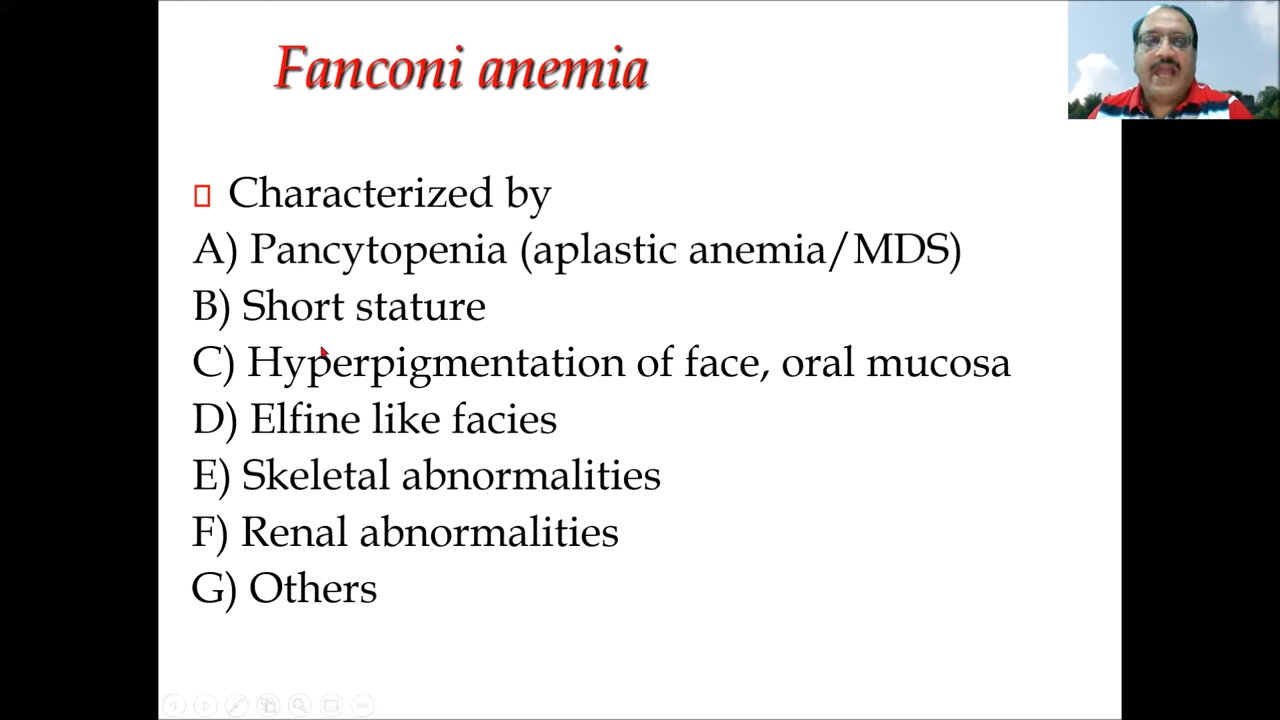 Fanconi anemia
Characterized by
A) Pancytopenia (aplastic anemia/MDS)
B) Short stature
C) Hyperpigmentation of face, oral mucosa
D) Elfine like facies
E) Skeletal abnormalities
F) Renal abnormalities
G) Others